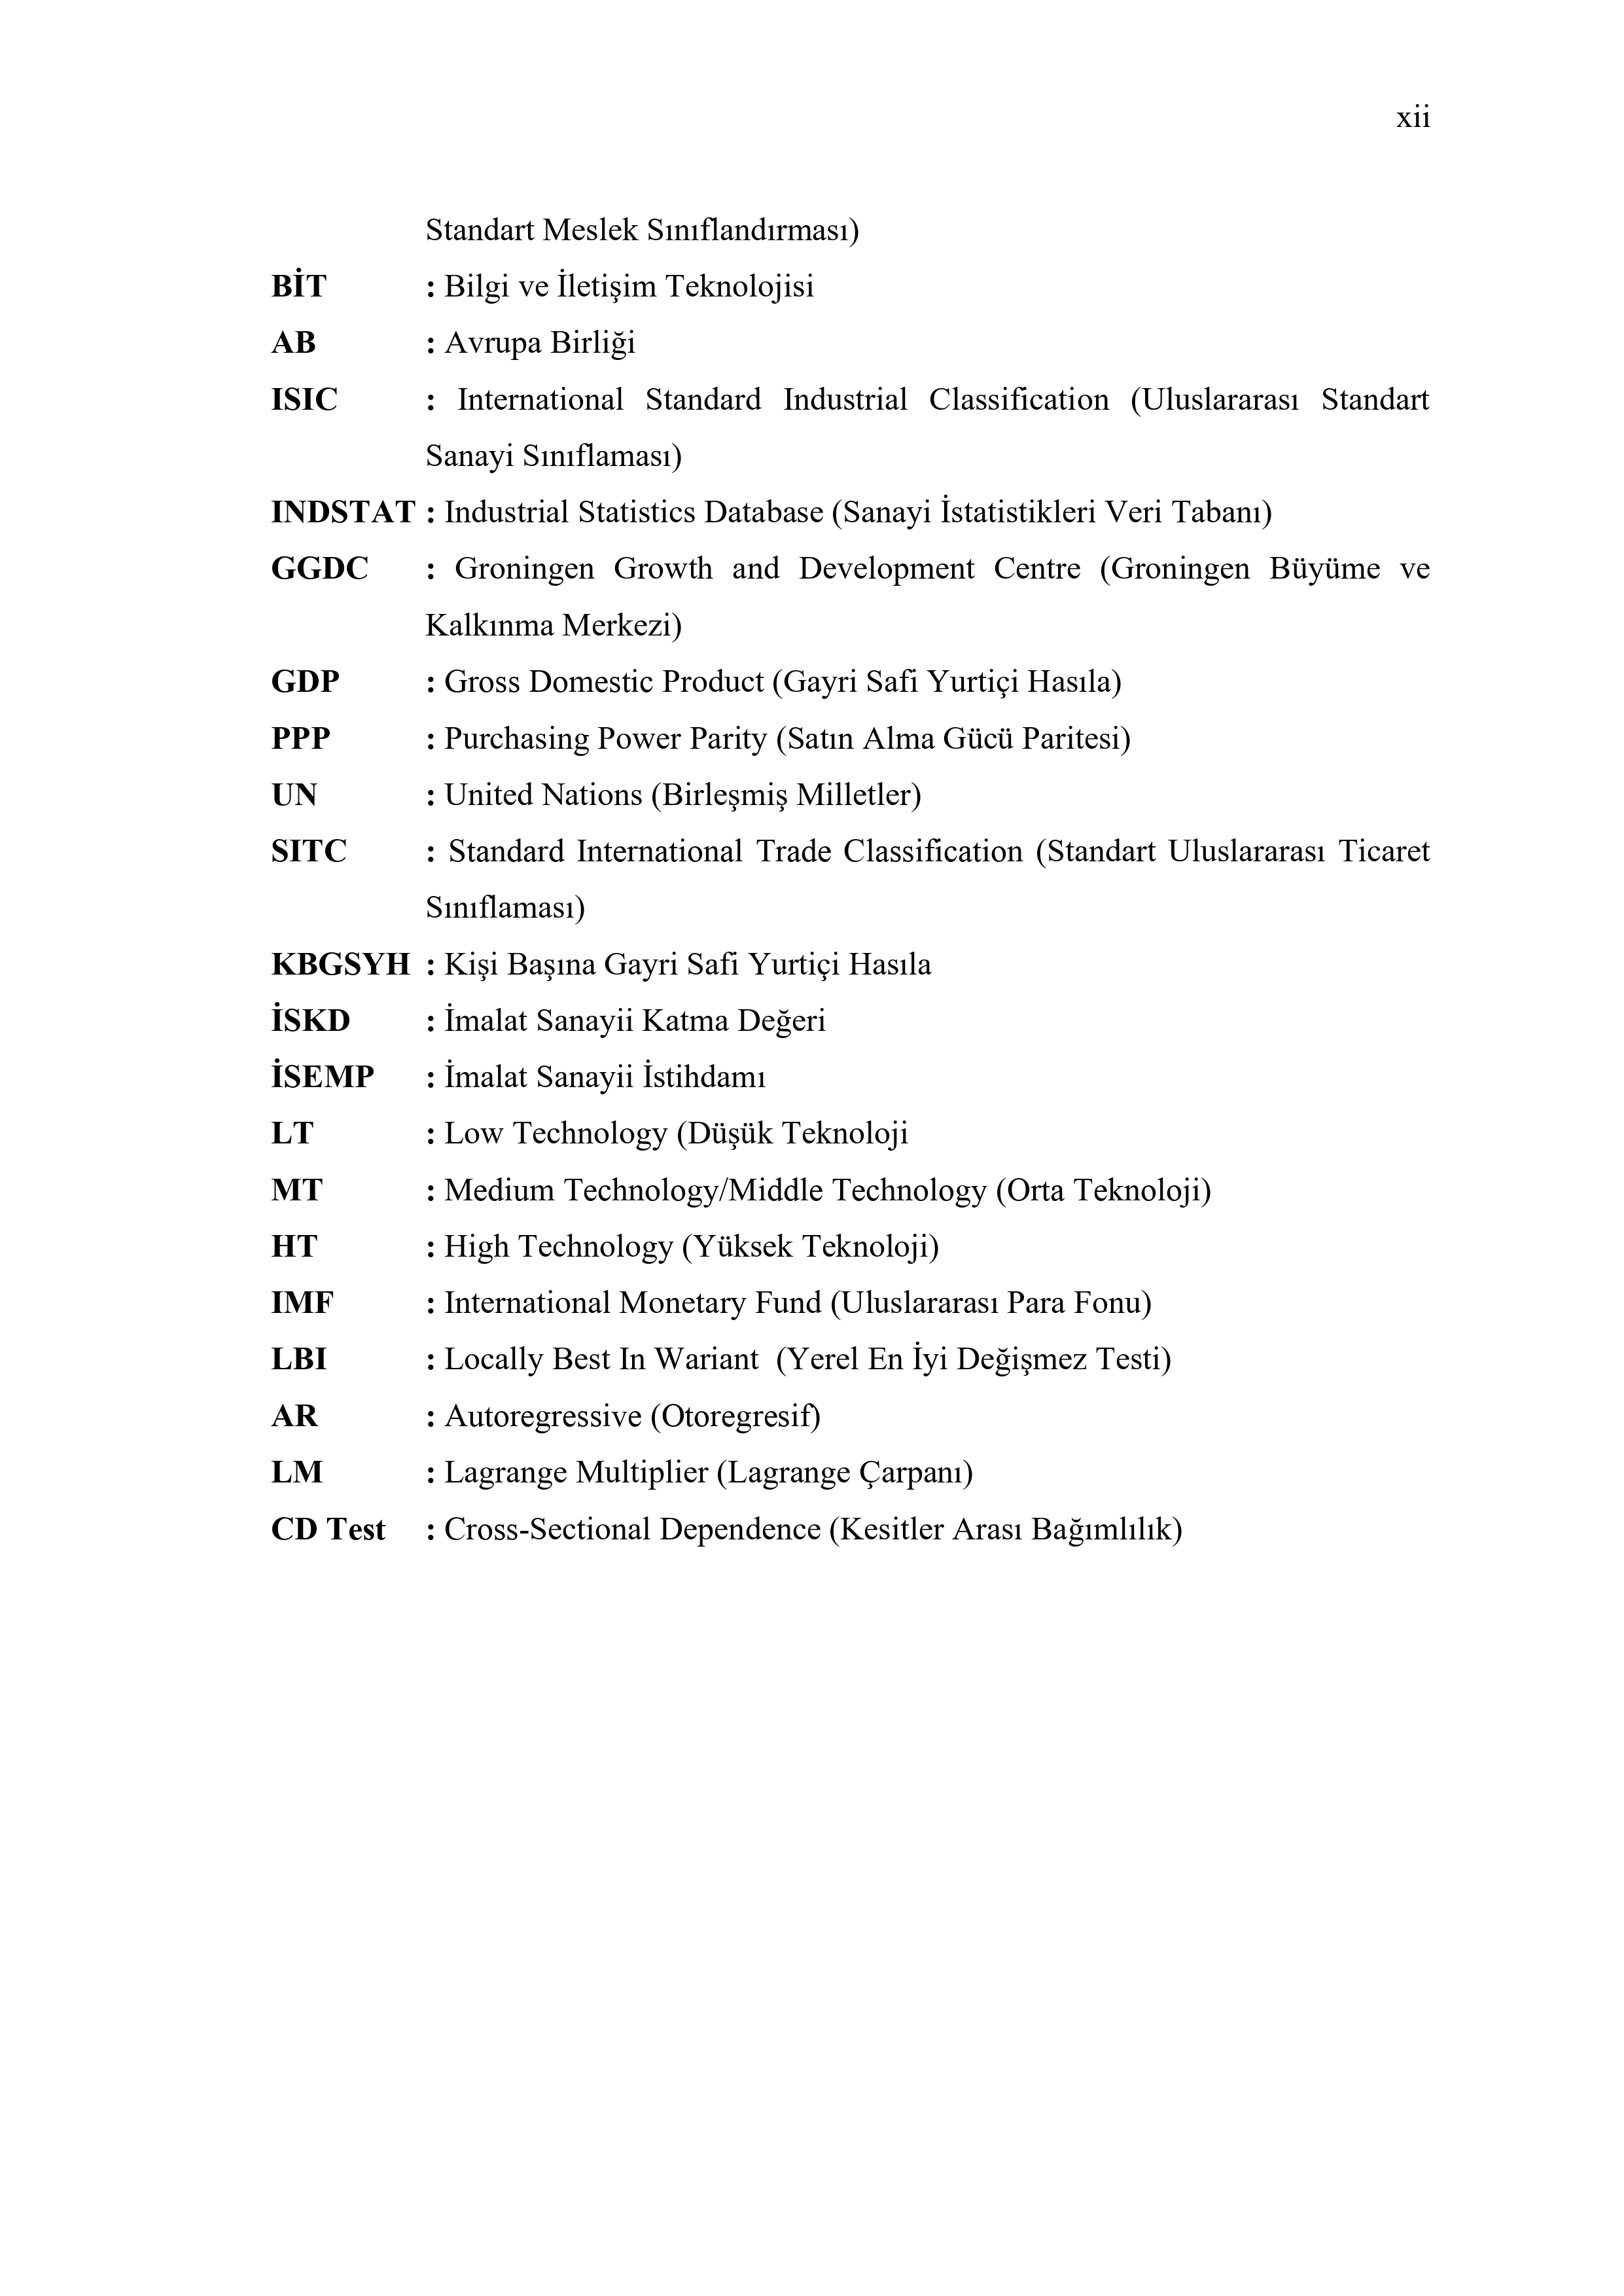 xii
Standart Meslek Sınıflandırması)
BİT : Bilgi ve İletişim Teknolojisi
AB : Avrupa Birliği
ISIC : International Standard Industrial Classification (Uluslararası Standart
Sanayi Sınıflaması)
INDSTAT : Industrial Statistics Database (Sanayi İstatistikleri Veri Tabanı)
GGDC : Groningen Growth and Development Centre (Groningen Büyüme ve
Kalkınma Merkezi)
GDP : Gross Domestic Product (Gayri Safi Yurtiçi Hasıla)
PPP : Purchasing Power Parity (Satın Alma Gücü Paritesi)
UN : United Nations (Birleşmiş Milletler)
SITC : Standard International Trade Classification (Standart Uluslararası Ticaret
Sınıflaması)
KBGSYH : Kişi Başına Gayri Safi Yurtiçi Hasıla
İSKD : İmalat Sanayii Katma Değeri
İSEMP : İmalat Sanayii İstihdamı
LT : Low Technology (Düşük Teknoloji
MT : Medium Technology/Middle Technology (Orta Teknoloji)
HT : High Technology (Yüksek Teknoloji)
IMF : International Monetary Fund (Uluslararası Para Fonu)
LBI : Locally Best In Wariant  (Yerel En İyi Değişmez Testi)
AR : Autoregressive (Otoregresif)
LM : Lagrange Multiplier (Lagrange Çarpanı)
CD Test : Cross-Sectional Dependence (Kesitler Arası Bağımlılık)